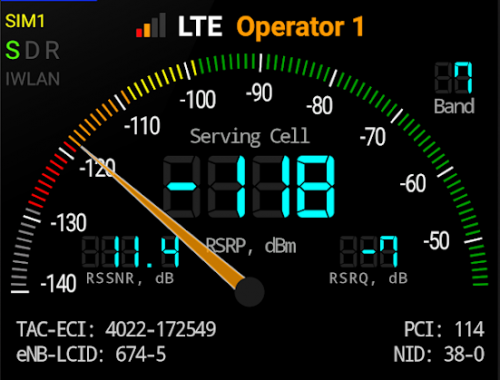 SIM1
LTE Operator 1
S D R
IWLAN
7
Band
-140
-130
-120
-110
-100
-90
-80
-70
-60
-50
Serving Cell
-118
RSRP, dBm
11.4
RSSNR, dB
-7
RSRQ, dB
TAC-ECI: 4022-172549
eNB-LCID: 674-5
PCI: 114
NID: 38-0